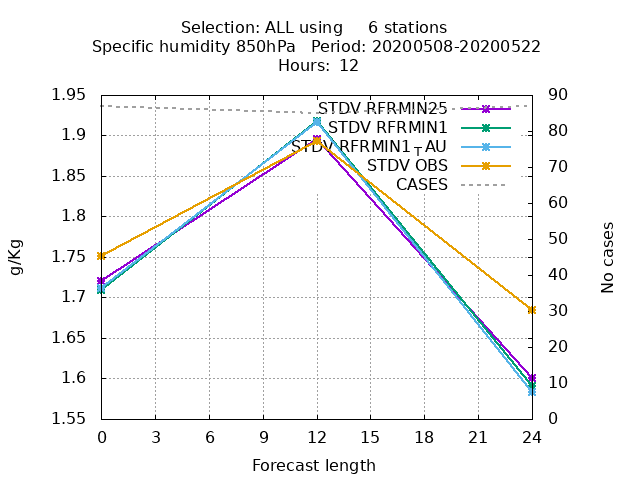 Selection: ALL using     6 stations
Specific humidity 850hPa   Period: 20200508-20200522
Hours:  12
STDV RFRMIN25
STDV RFRMIN1
STDV RFRMIN1TAU
STDV OBS
CASES
1.95
1.9
1.85
1.8
1.75
1.7
1.65
1.6
1.55
90
80
70
60
50
40
30
20
10
0
g/Kg
No cases
0 3 6 9 12 15 18 21 24
Forecast length